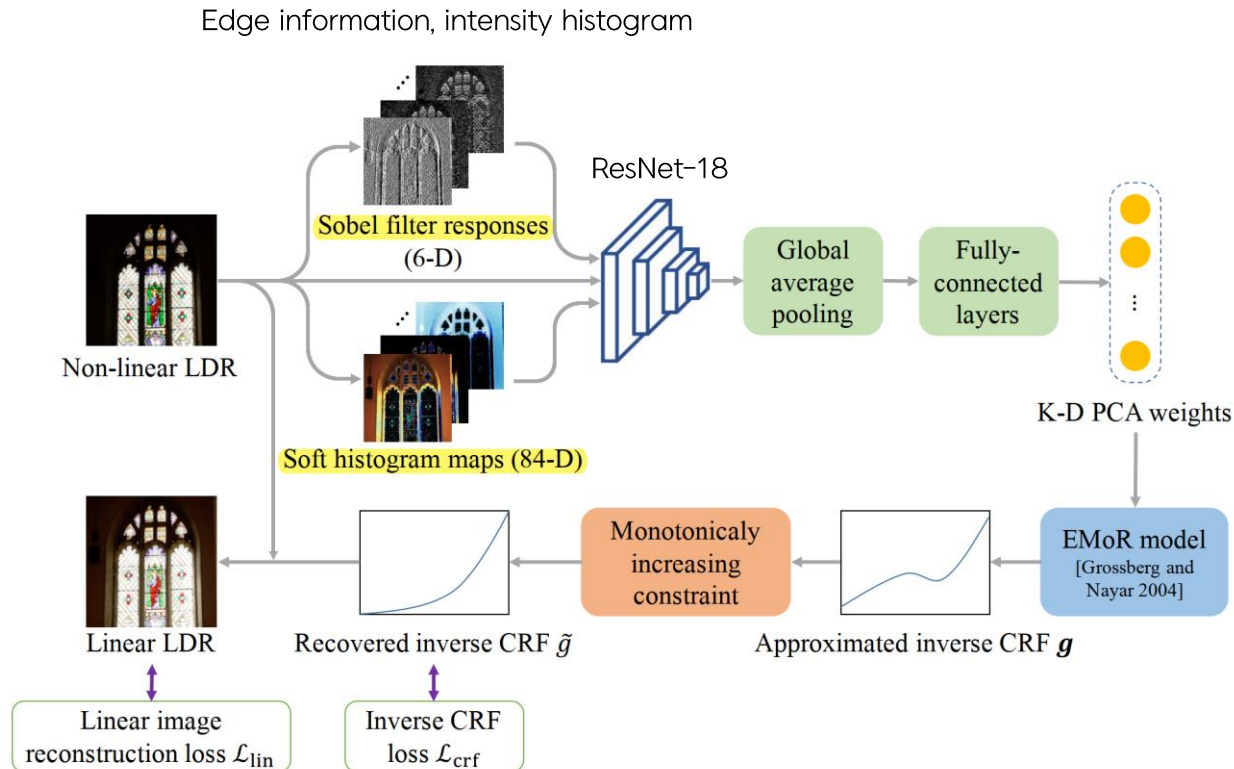 Edge information, intensity histogram
ResNet-18
Sobel filter responses
(6-D)
Non-linear LDR
Soft histogram maps (84-D)
Global
average
pooling
Fully-
connected
layers
K-D PCA weights
EMoR model
[Grossberg and
Nayar 2004]
Approximated inverse CRF g
Monotonicaly
increasing
constraint
Recovered inverse CRF g̃
Linear LDR
Linear image
reconstruction loss ℒlin
Inverse CRF
loss ℒcrf